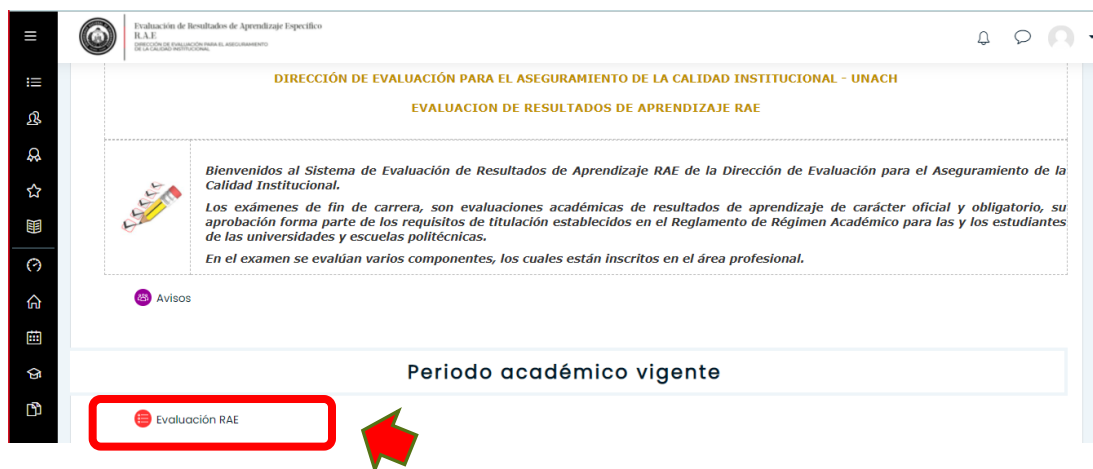 Evaluación de Resultados de Aprendizaje Específico
R.A.E
DIRECCIÓN DE EVALUACIÓN PARA EL ASEGURAMIENTO
DE LA CALIDAD INSTITUCIONAL
DIRECCIÓN DE EVALUACIÓN PARA EL ASEGURAMIENTO DE LA CALIDAD INSTITUCIONAL - UNACH
EVALUACION DE RESULTADOS DE APRENDIZAJE RAE
Bienvenidos al Sistema de Evaluación de Resultados de Aprendizaje RAE de la Dirección de Evaluación para el Aseguramiento de la
Calidad Institucional.
Los exámenes de fin de carrera, son evaluaciones académicas de resultados de aprendizaje de carácter oficial y obligatorio, su
aprobación forma parte de los requisitos de titulación establecidos en el Reglamento de Régimen Académico para las y los estudiantes
de las universidades y escuelas politécnicas.
En el examen se evalúan varios componentes, los cuales están inscritos en el área profesional.
Avisos
Periodo académico vigente
Evaluación RAE